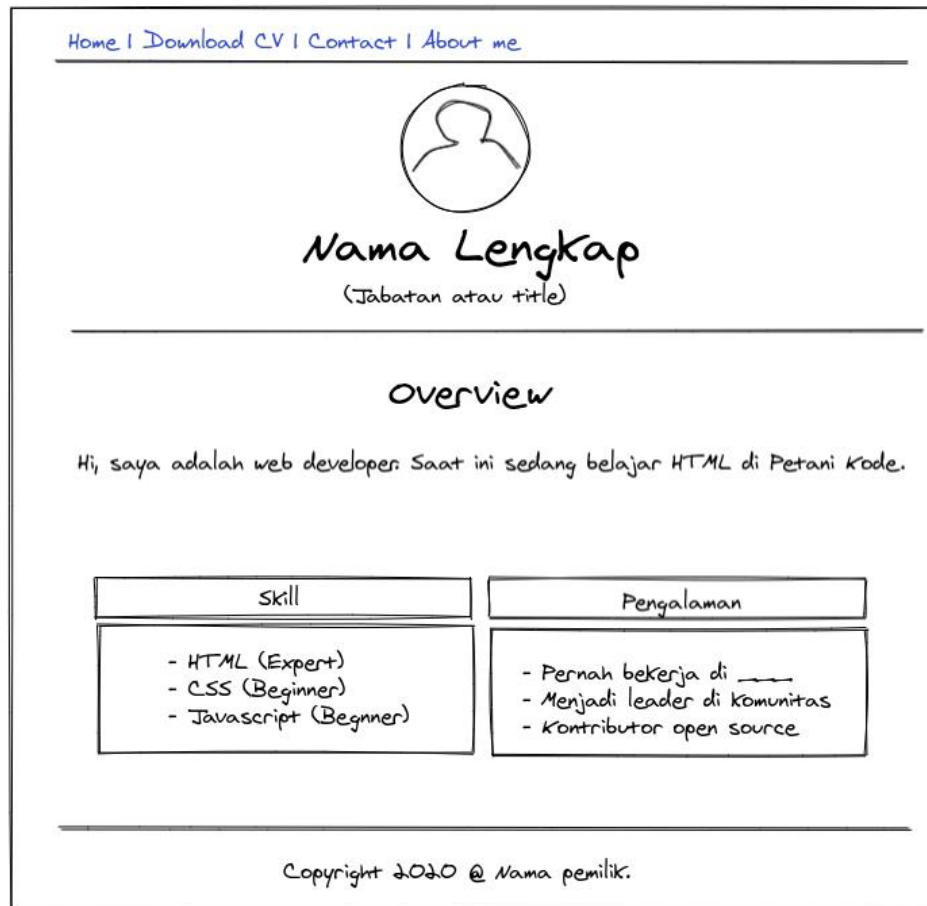 Home | Download CV | Contact | About me
Nama Lengkap
(Jabatan atau title)
Overview
Hi, saya adalah web developer. Saat ini sedang belajar HTML di Petani Kode.
Skill
- HTML (Expert)
- CSS (Beginner)
- Javascript (Begnner)
Pengalaman
- Pernah bekerja di ____
- Menjadi leader di komunitas
- Kontributor open source
Copyright 2020 @ Nama pemilik.